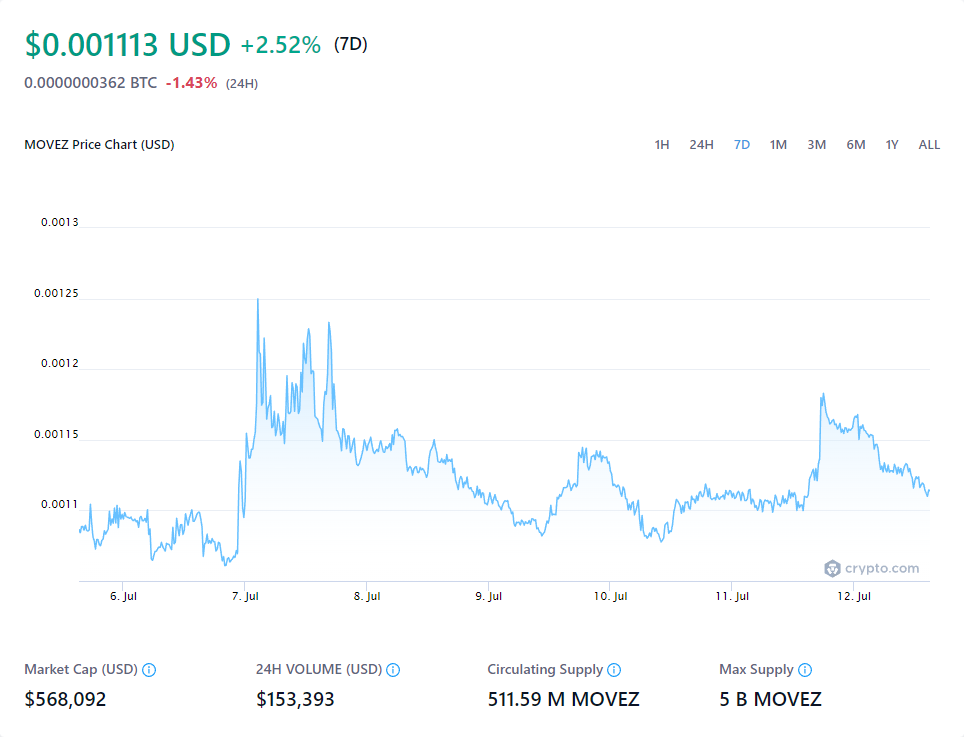 $0.001113 USD +2.52% (7D)
0.0000000362 BTC -1.43% (24H)
MOVEZ Price Chart (USD) 1H 24H 7D 1M 3M 6M 1Y ALL
0.0013
0.00125
0.0012
0.00115
0.0011
crypto.com
6. Jul 7. Jul 8. Jul 9. Jul 10. Jul 11. Jul 12. Jul
Market Cap (USD) 24H VOLUME (USD) Circulating Supply Max Supply
$568,092 $153,393 511.59 M MOVEZ 5 B MOVEZ